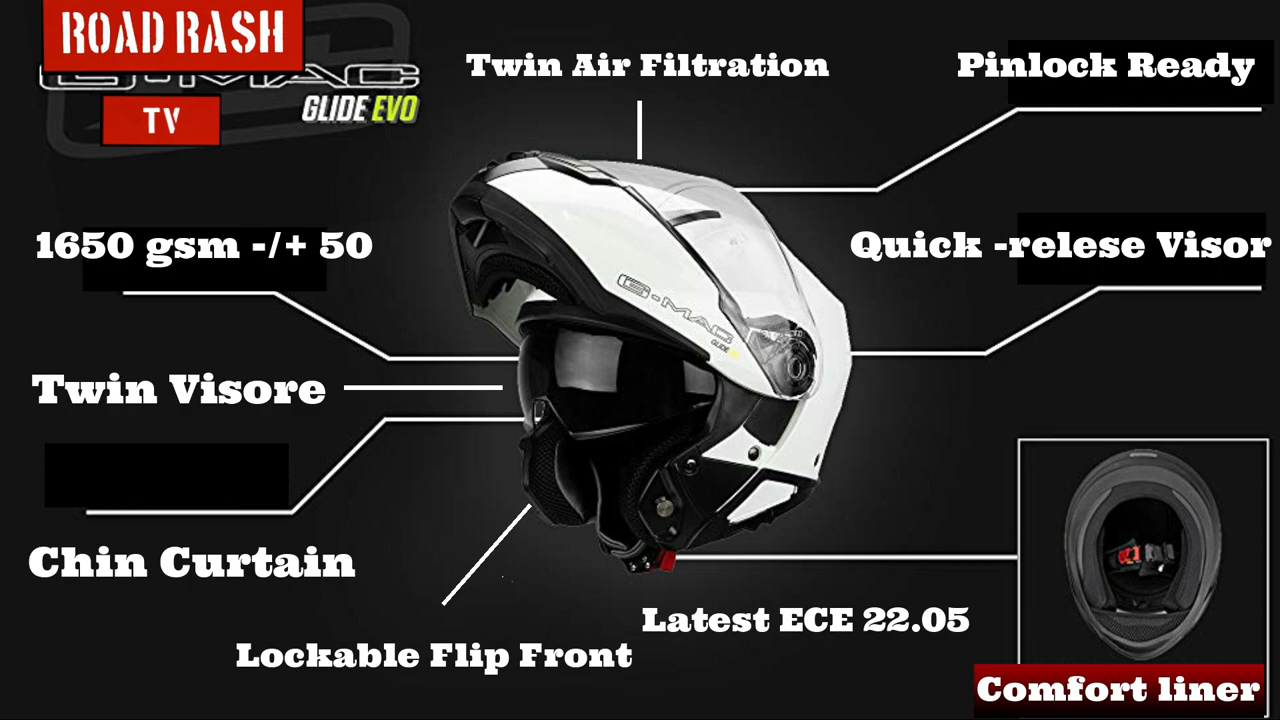 ROAD RASH
G-MAC
TV
GLIDE EVO
Twin Air Filtration
Pinlock Ready
1650 gsm -/+ 50
Quick -relese Visor
G-MAC
GLIDE
Twin Visore
Chin Curtain
Latest ECE 22.05
Lockable Flip Front
Comfort liner